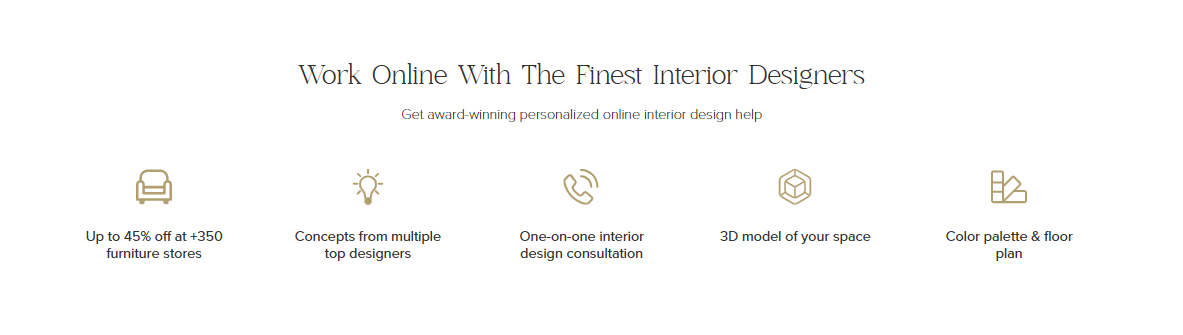 Work Online With The Finest Interior Designers
Get award-winning personalized online interior design help
Up to 45% off at +350
furniture stores
Concepts from multiple
top designers
One-on-one interior
design consultation
3D model of your space
Color palette & floor
plan